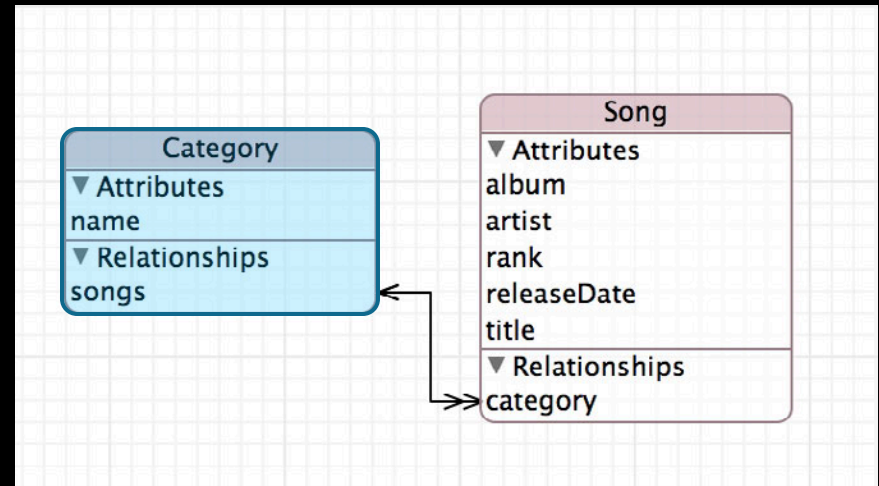 Category
▼ Attributes
name
▼ Relationships
songs
Song
▼ Attributes
album
artist
rank
releaseDate
title
▼ Relationships
category